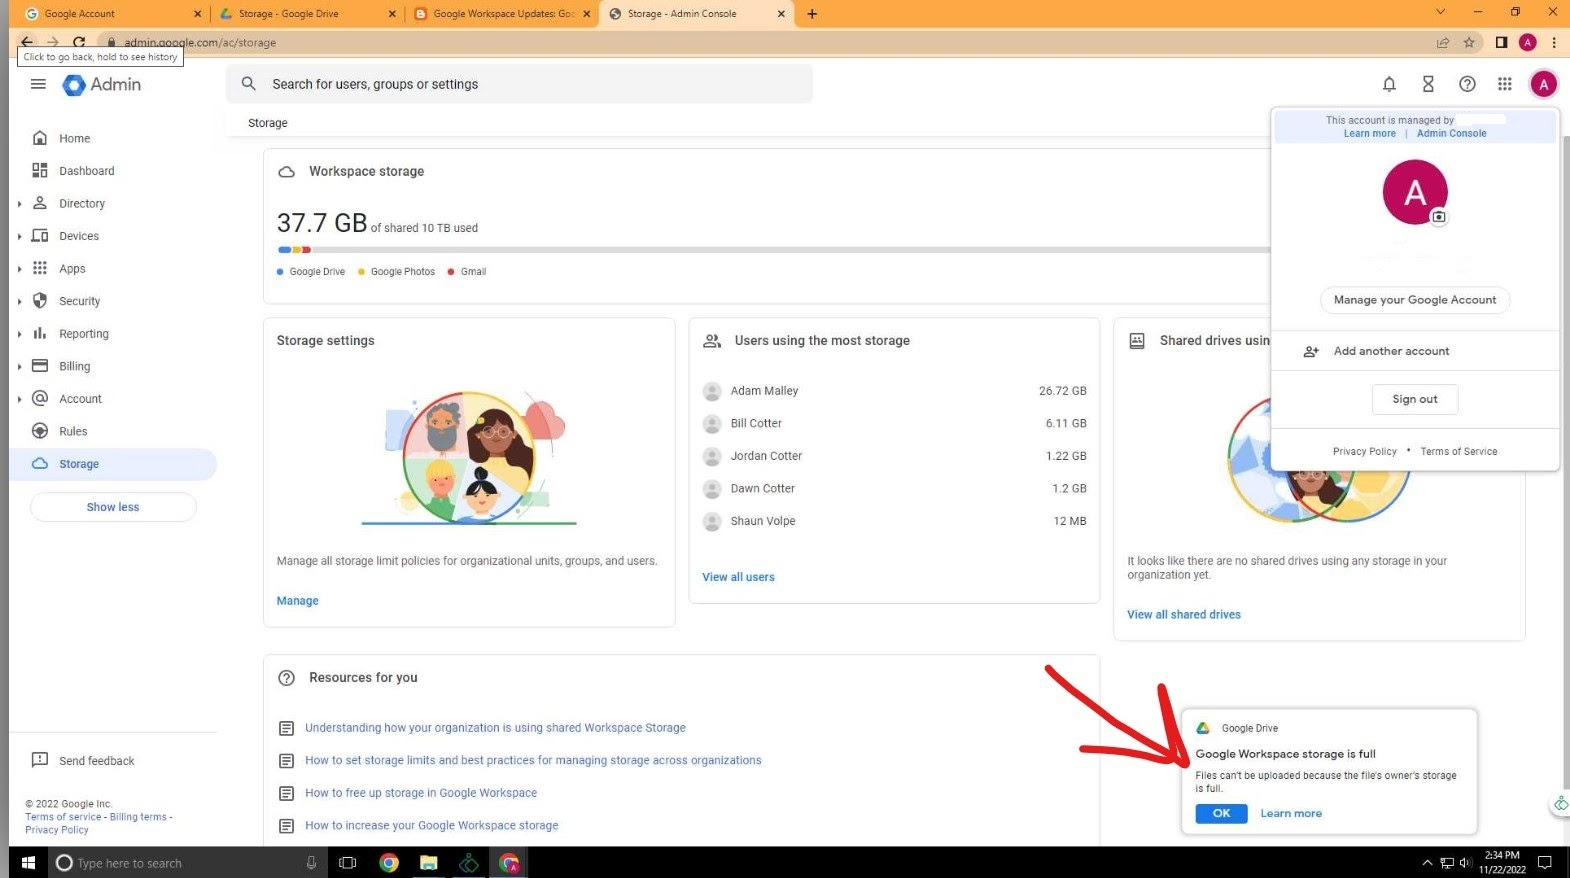 Google Account
Storage - Google Drive
Google Workspace Updates: Goo
Storage - Admin Console
admin.google.com/ac/storage
Click to go back, hold to see history
A
Admin
Search for users, groups or settings
A
Storage
Home
Dashboard
Directory
Devices
Apps
Security
Reporting
Billing
Account
Rules
Storage
Show less
Send feedback
© 2022 Google Inc.
Terms of service - Billing terms -
Privacy Policy
Workspace storage
37.7 GB of shared 10 TB used
Google Drive
Google Photos
Gmail
Storage settings
Manage all storage limit policies for organizational units, groups, and users.
Manage
Users using the most storage
Adam Malley 26.72 GB
Bill Cotter 6.11 GB
Jordan Cotter 1.22 GB
Dawn Cotter 1.2 GB
Shaun Volpe 12 MB
View all users
Shared drives usin
It looks like there are no shared drives using any storage in your
organization yet.
View all shared drives
This account is managed by
Learn more | Admin Console
A
Manage your Google Account
Add another account
Sign out
Privacy Policy • Terms of Service
Resources for you
Understanding how your organization is using shared Workspace Storage
How to set storage limits and best practices for managing storage across organizations
How to free up storage in Google Workspace
How to increase your Google Workspace storage
Google Drive
Google Workspace storage is full
Files can't be uploaded because the file's owner's storage
is full.
OK
Learn more
Type here to search
A
2:34 PM
11/22/2022